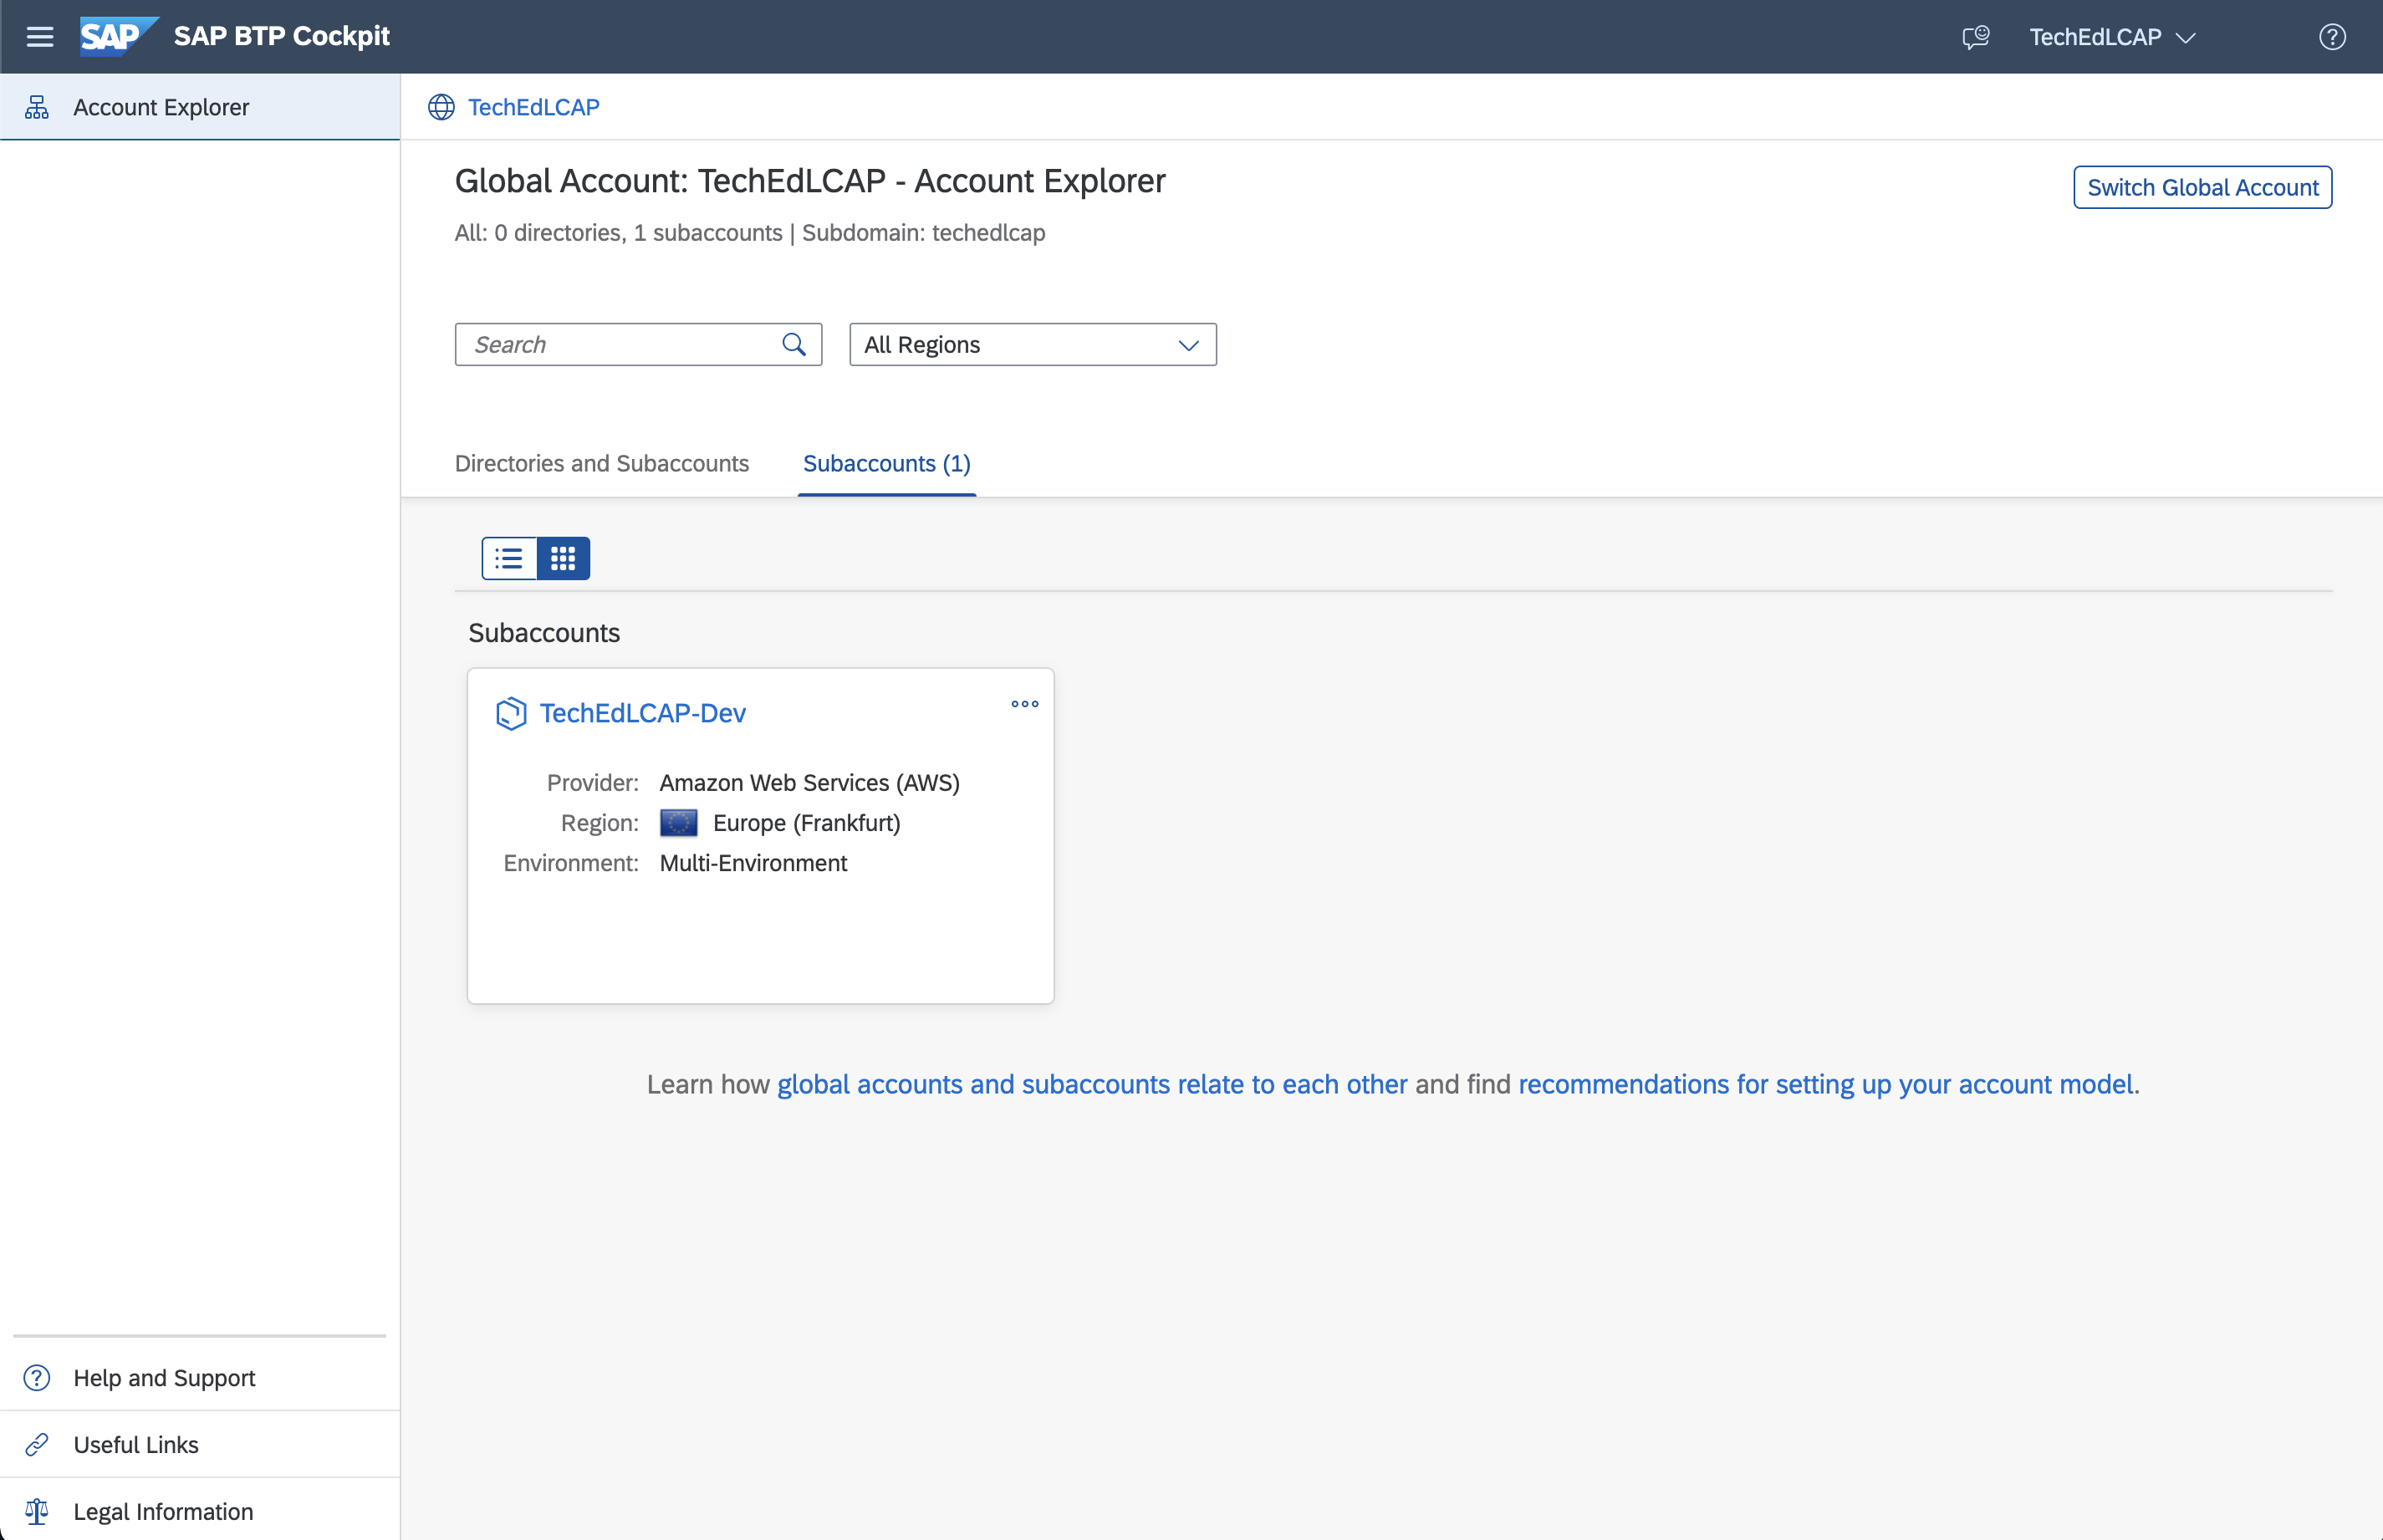 SAP SAP BTP Cockpit TechEdLCAP ?
Account Explorer
TechEdLCAP
Global Account: TechEdLCAP - Account Explorer
Switch Global Account
All: 0 directories, 1 subaccounts | Subdomain: techedlcap
Search All Regions
Directories and Subaccounts Subaccounts (1)
Subaccounts
TechEdLCAP-Dev
Provider: Amazon Web Services (AWS)
Region: Europe (Frankfurt)
Environment: Multi-Environment
Learn how global accounts and subaccounts relate to each other and find recommendations for setting up your account model.
? Help and Support
Useful Links
Legal Information